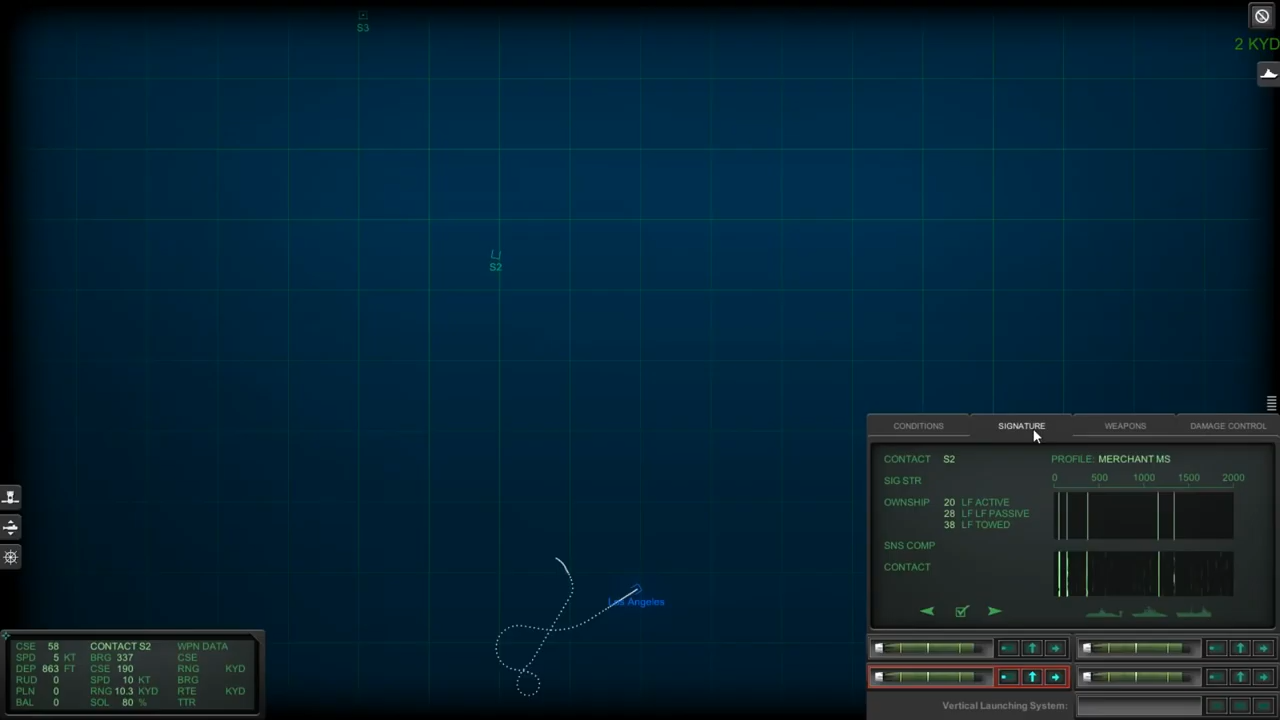 S3
2 KYD
S2
Los Angeles
CONDITIONS SIGNATURE WEAPONS DAMAGE CONTROL
CONTACT S2 PROFILE: MERCHANT MS
SIG STR 0 500 1000 1500 2000
OWNSHIP 20 LF ACTIVE
28 LF LF PASSIVE
38 LF TOWED
SNS COMP
CONTACT
CSE 58 CONTACT S2 WPN DATA
SPD 5 KT BRG 337 CSE
DEP 863 FT CSE 190 RNG KYD
RUD 0 SPD 10 KT BRG
PLN 0 RNG 10.3 KYD RTE KYD
BAL 0 SOL 80 % TTR
Vertical Launching System: